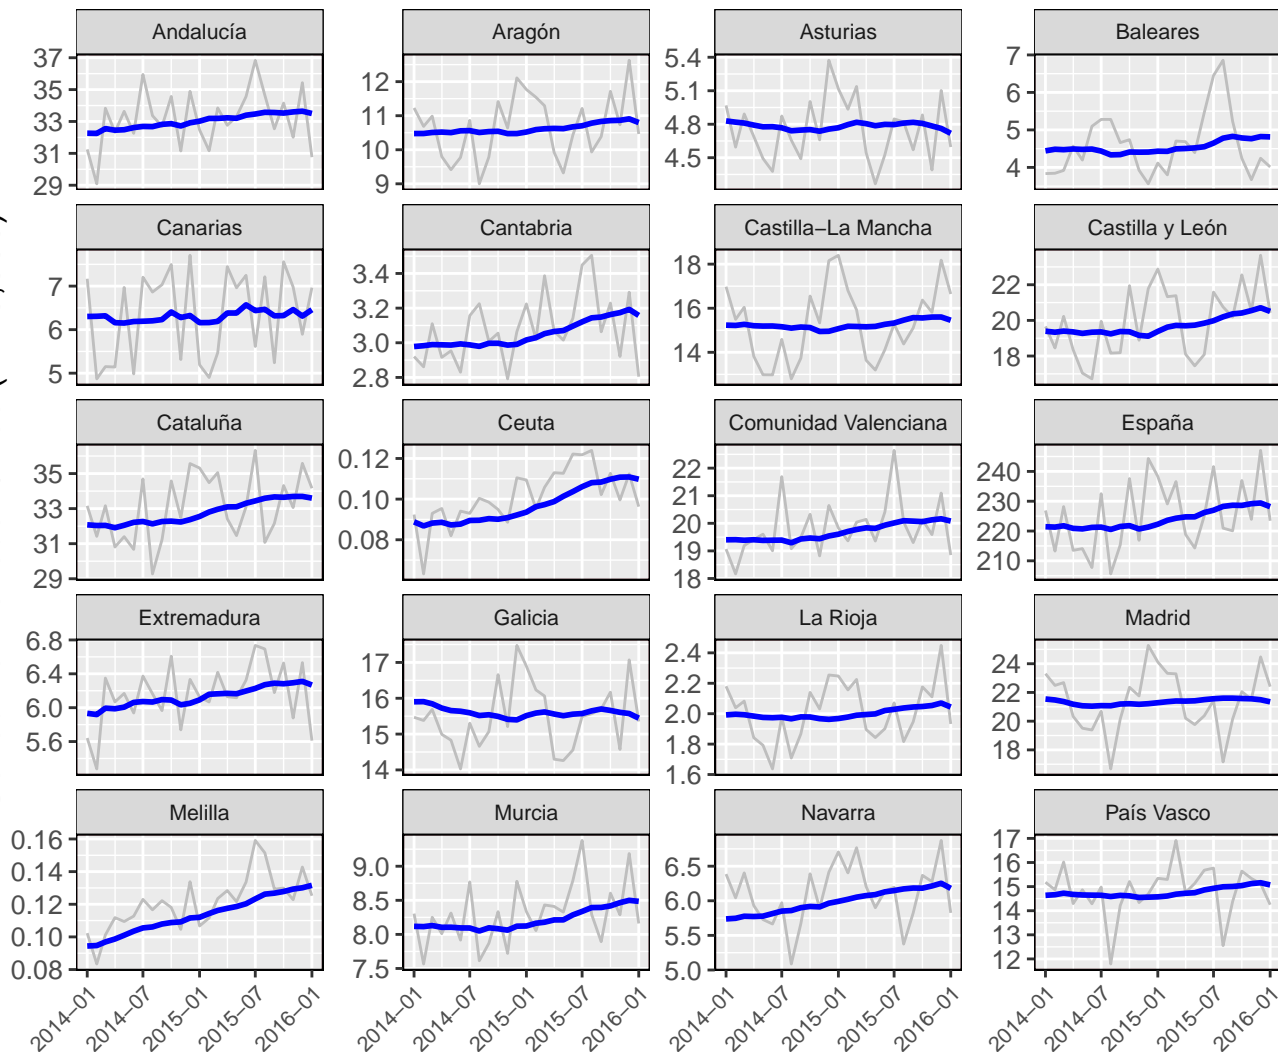 Andalucía Aragón Asturias Baleares
37 35 33 31 29
12 11 10 9
5.4 5.1 4.8 4.5
7 6 5 4
Canarias Cantabria Castilla−La Mancha Castilla y León
7 6 5
3.4 3.2 3.0 2.8
18 16 14
22 20 18
Cataluña Ceuta Comunidad Valenciana España
35 33 31 29
0.12 0.10 0.08
22 21 20 19 18
240 230 220 210
Extremadura Galicia La Rioja Madrid
6.8 6.4 6.0 5.6
17 16 15 14
2.4 2.2 2.0 1.8 1.6
24 22 20 18
Melilla Murcia Navarra País Vasco
0.16 0.14 0.12 0.10 0.08
9.0 8.5 8.0 7.5
6.5 6.0 5.5 5.0
17 16 15 14 13 12
2014−01 2014−07 2015−01 2015−07 2016−01
2014−01 2014−07 2015−01 2015−07 2016−01
2014−01 2014−07 2015−01 2015−07 2016−01
2014−01 2014−07 2015−01 2015−07 2016−01